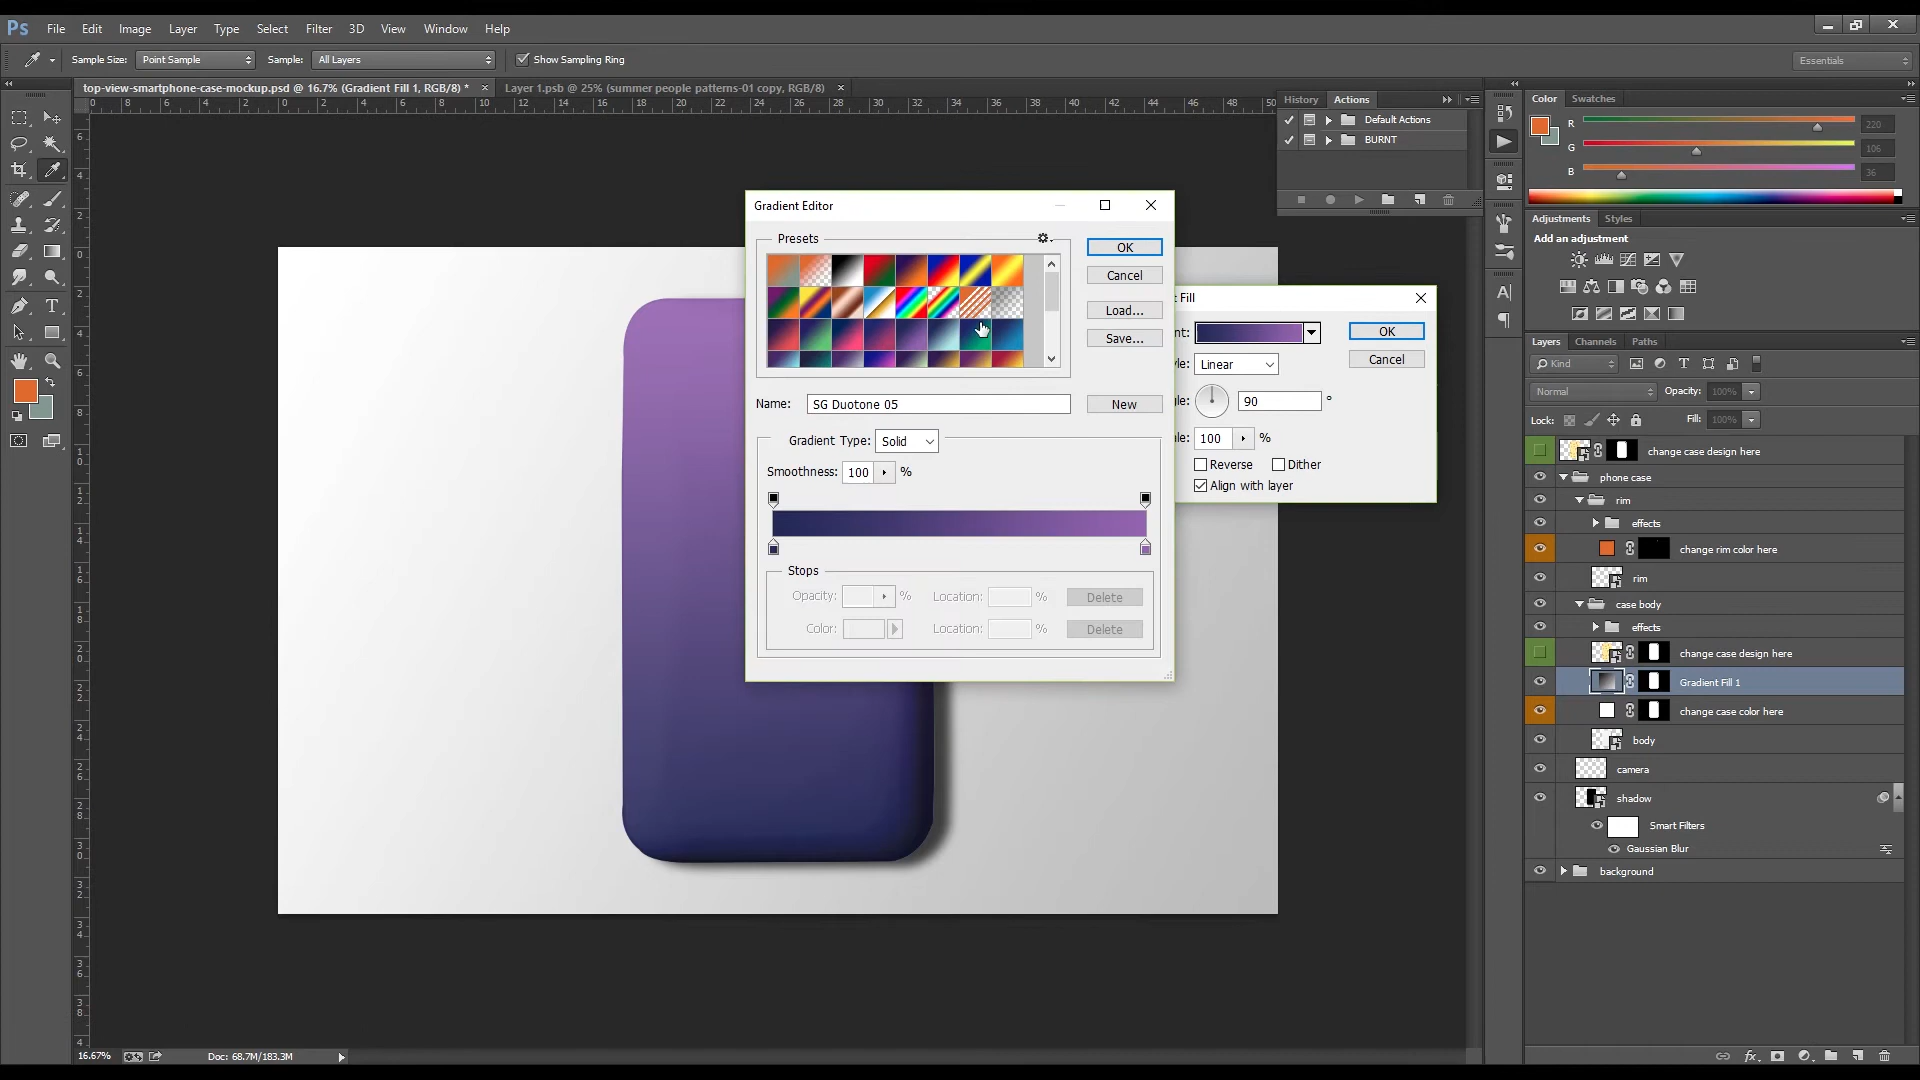 Ps File Edit Image Layer Type Select Filter 3D View Window Help
Sample Size: Point Sample Sample: All Layers Show Sampling Ring
Essentials
top-view-smartphone-case-mockup.psd @ 16.7% (Gradient Fill 1, RGB/8) * × Layer 1.psb @ 25% (summer people patterns-01 copy, RGB/8) ×
History Actions
Default Actions
BURNT
Color Swatches
R 220
G 106
B 36
Adjustments Styles
Add an adjustment
Layers Channels Paths
Kind
Normal Opacity: 100%
Lock: Fill: 100%
change case design here
phone case
rim
effects
change rim color here
rim
case body
effects
change case design here
Gradient Fill 1
change case color here
body
camera
shadow
Smart Filters
Gaussian Blur
background
Gradient Editor
Presets
OK
Cancel
Load...
Save...
Name: SG Duotone 05
New
Gradient Type: Solid
Smoothness: 100 %
Stops
Opacity: % Location: % Delete
Color: Location: % Delete
Fill
OK
Linear
Cancel
90 °
100 %
Reverse Dither
Align with layer
16.67% Doc: 68.7M/183.3M